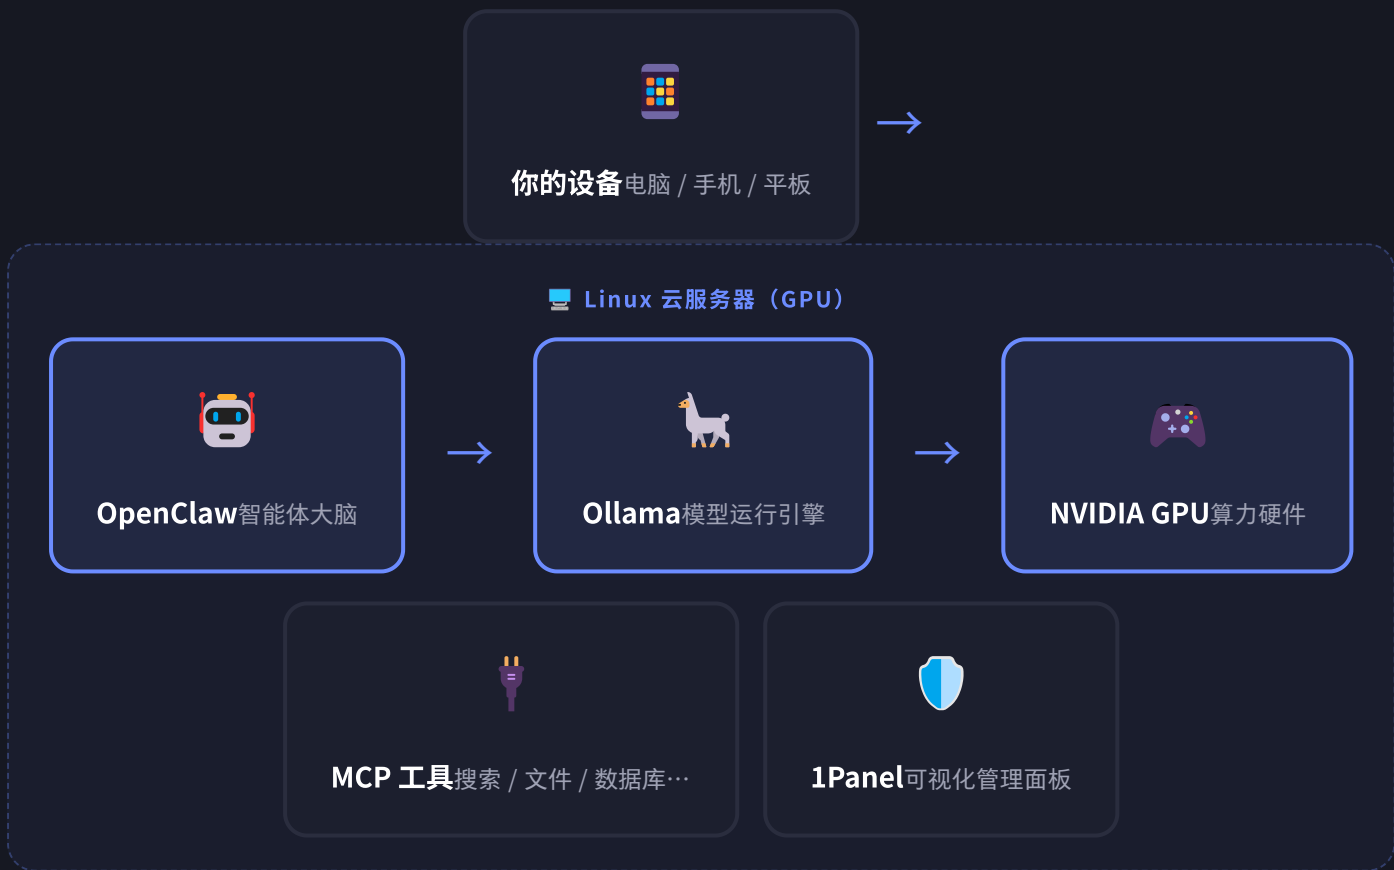 你的设备电脑 / 手机 / 平板
Linux 云服务器（GPU）
OpenClaw智能体大脑
Ollama模型运行引擎
NVIDIA GPU算力硬件
MCP 工具搜索 / 文件 / 数据库…
1Panel可视化管理面板